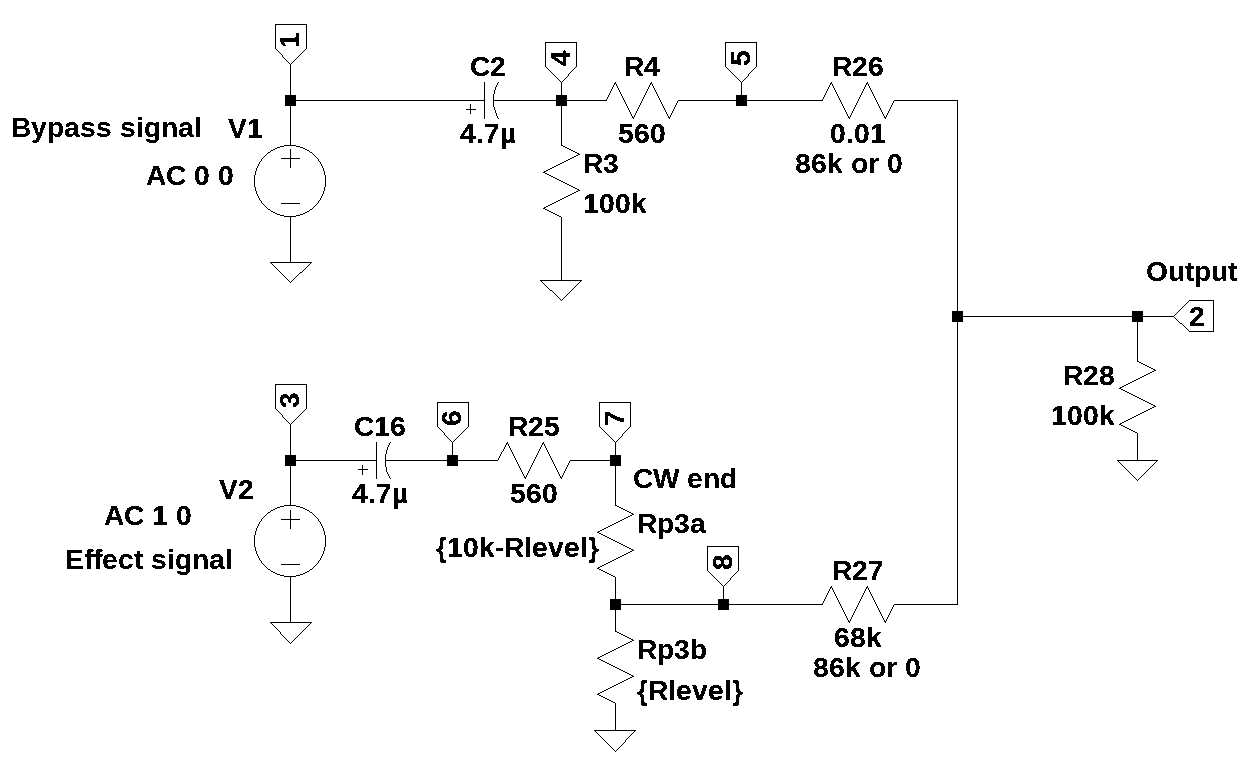 1
Bypass signal V1
AC 0 0
C2
+
4.7µ
4
R4
560
5
R26
0.01
86k or 0
R3
100k
Output
2
R28
100k
3
V2
AC 1 0
Effect signal
C16
+
4.7µ
6
R25
560
7
CW end
Rp3a
{10k-Rlevel}
8
R27
68k
86k or 0
Rp3b
{Rlevel}